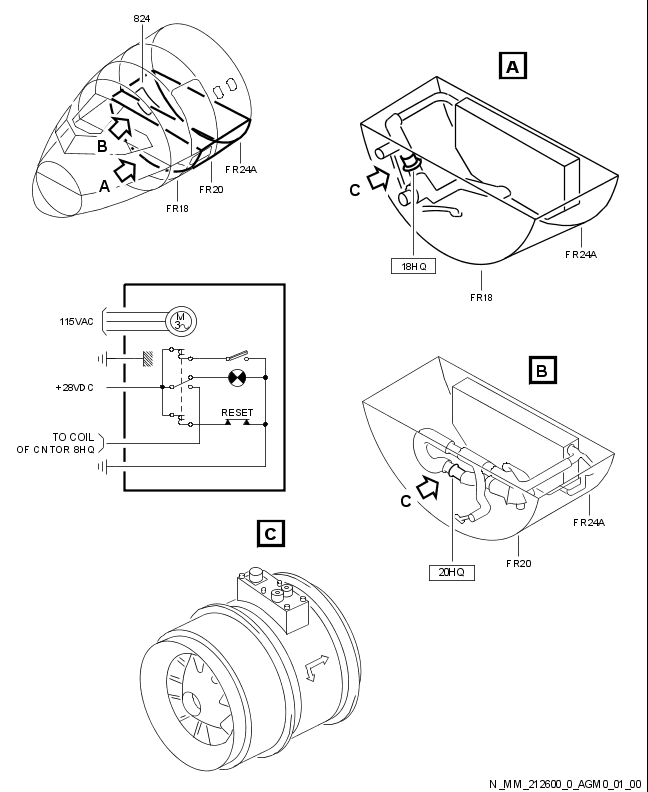 824
A
B
A
C
FR24A
FR20
FR18
18HQ
FR24A
FR18
115VAC
M
3~
B
+28VDC
RESET
TO COIL
OF CNTOR 8HQ
C
FR24A
FR20
20HQ
C
N_MM_212600_0_AGM0_01_00